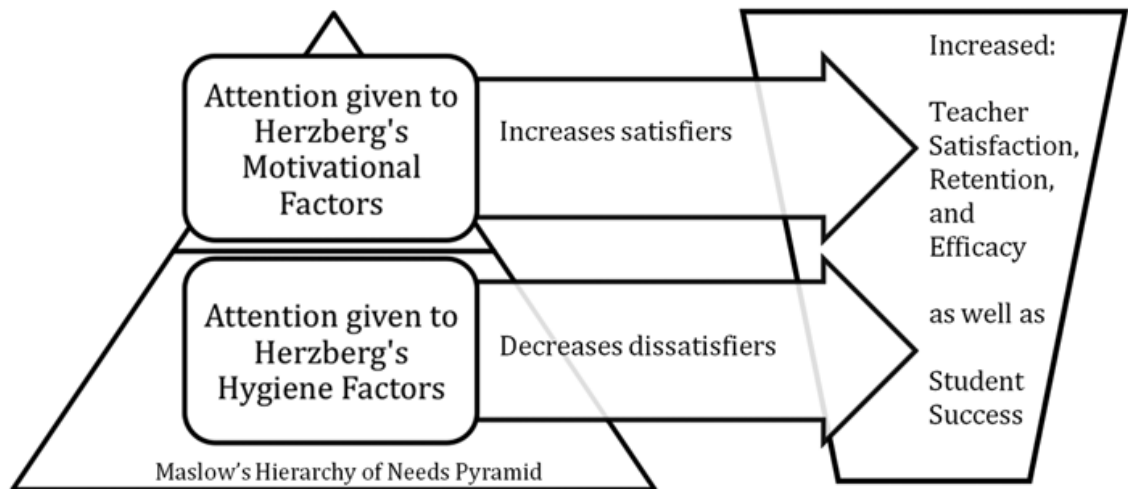 Attention given to
Herzberg's
Motivational
Factors
Increases satisfiers
Attention given to
Herzberg's
Hygiene Factors
Decreases dissatisfiers
Maslow's Hierarchy of Needs Pyramid
Increased:
Teacher
Satisfaction,
Retention,
and
Efficacy
as well as
Student
Success